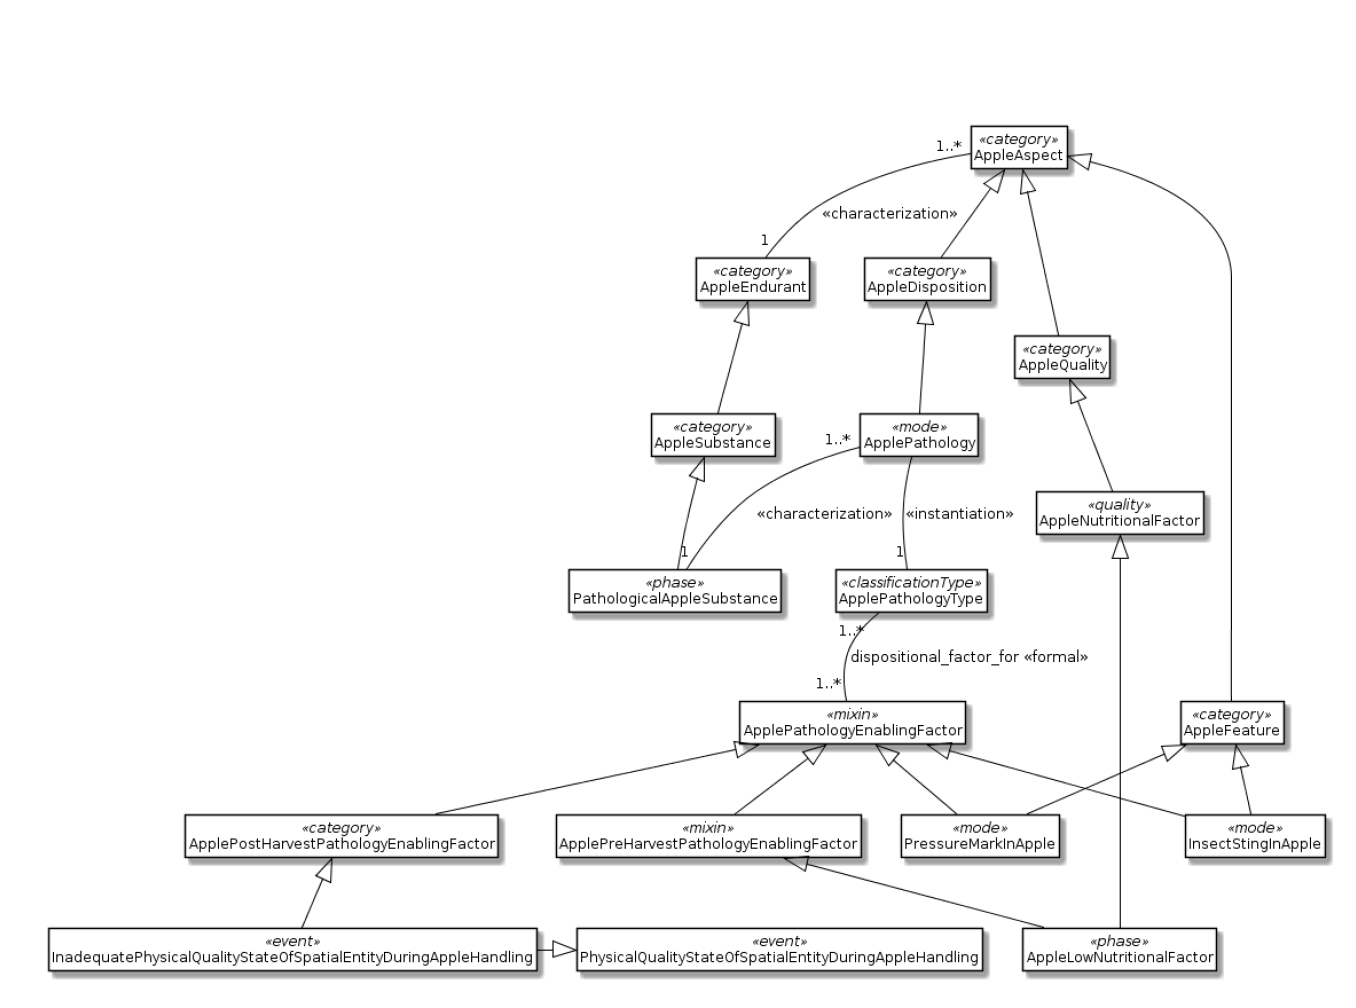 «category»
AppleAspect
1..*
«characterization»
1
«category»
AppleEndurant
«category»
AppleDisposition
«category»
AppleQuality
«category»
AppleSubstance
«mode»
ApplePathology
1..*
«characterization»
«instantiation»
«quality»
AppleNutritionalFactor
1
1
«phase»
PathologicalAppleSubstance
«classificationType»
ApplePathologyType
1..*
dispositional_factor_for «formal»
1..*
«mixin»
ApplePathologyEnablingFactor
«category»
AppleFeature
«category»
ApplePostHarvestPathologyEnablingFactor
«mixin»
ApplePreHarvestPathologyEnablingFactor
«mode»
PressureMarkInApple
«mode»
InsectStingInApple
«event»
InadequatePhysicalQualityStateOfSpatialEntityDuringAppleHandling
«event»
PhysicalQualityStateOfSpatialEntityDuringAppleHandling
«phase»
AppleLowNutritionalFactor